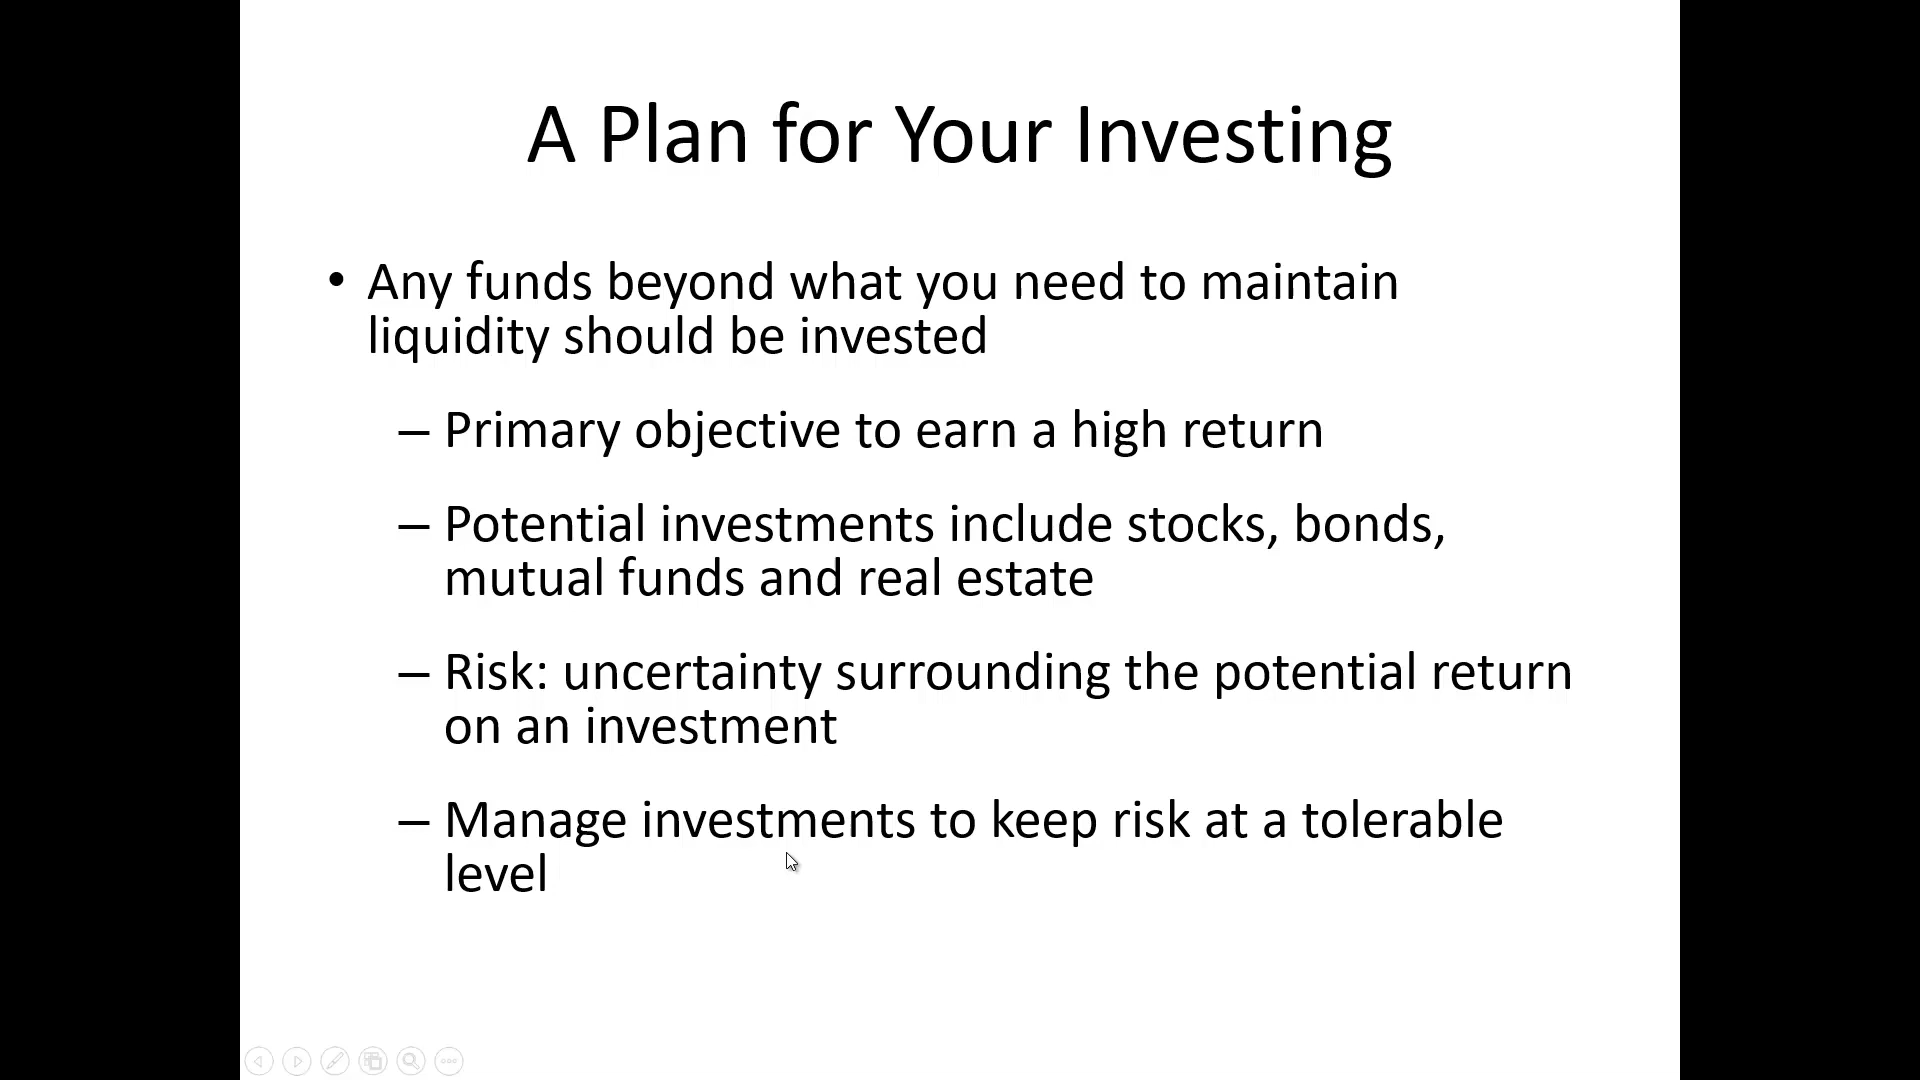 A Plan for Your Investing
• Any funds beyond what you need to maintain
liquidity should be invested
– Primary objective to earn a high return
– Potential investments include stocks, bonds,
mutual funds and real estate
– Risk: uncertainty surrounding the potential return
on an investment
– Manage investments to keep risk at a tolerable
level